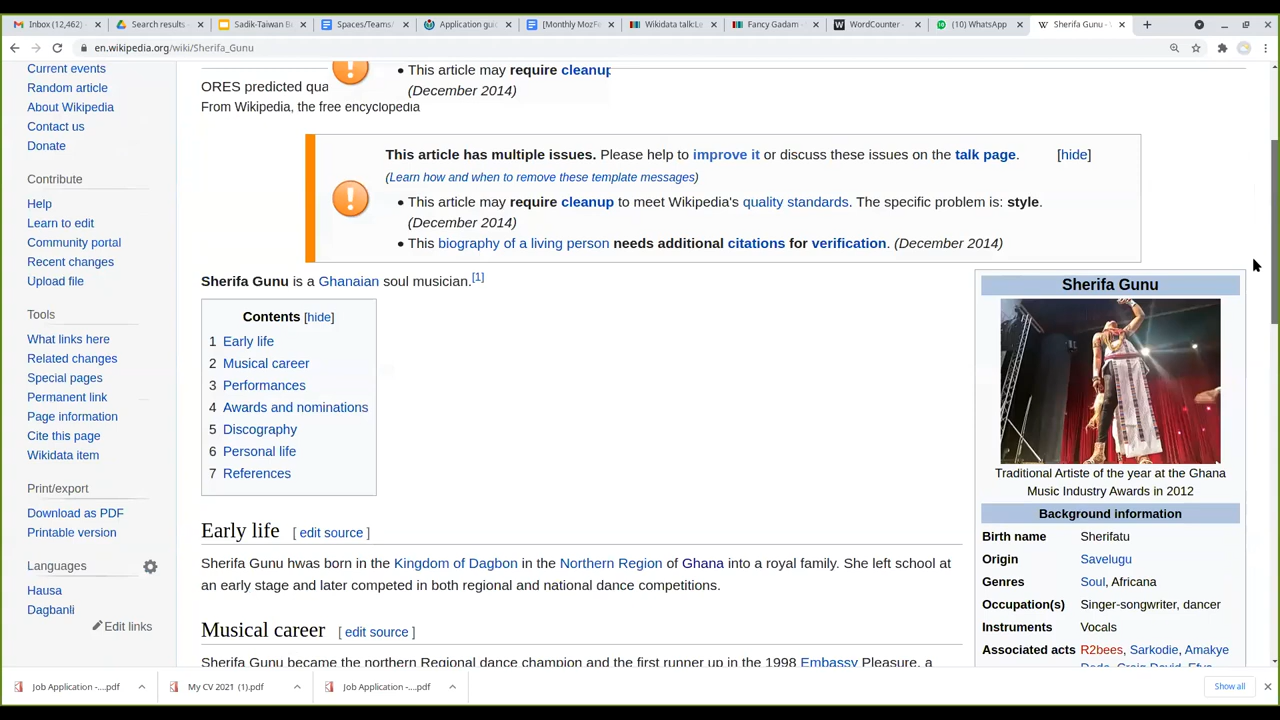 Inbox (12,462)
Search results
Sadik-Taiwan B
Spaces/Teams/
Application gui
[Monthly MozFe
Wikidata talk:Le
Fancy Gadam -
WordCounter -
(10) WhatsApp
Sherifa Gunu -
en.wikipedia.org/wiki/Sherifa_Gunu
Current events
Random article
About Wikipedia
Contact us
Donate
Contribute
Help
Learn to edit
Community portal
Recent changes
Upload file
Tools
What links here
Related changes
Special pages
Permanent link
Page information
Cite this page
Wikidata item
Print/export
Download as PDF
Printable version
Languages
Hausa
Dagbanli
Edit links
• This article may require cleanup
(December 2014)
ORES predicted qua
From Wikipedia, the free encyclopedia
This article has multiple issues. Please help to improve it or discuss these issues on the talk page. [hide]
(Learn how and when to remove these template messages)
• This article may require cleanup to meet Wikipedia's quality standards. The specific problem is: style.
(December 2014)
• This biography of a living person needs additional citations for verification. (December 2014)
Sherifa Gunu is a Ghanaian soul musician.[1]
Contents [hide]
1 Early life
2 Musical career
3 Performances
4 Awards and nominations
5 Discography
6 Personal life
7 References
Early life [ edit source ]
Sherifa Gunu hwas born in the Kingdom of Dagbon in the Northern Region of Ghana into a royal family. She left school at
an early stage and later competed in both regional and national dance competitions.
Musical career [ edit source ]
Sherifa Gunu became the northern Regional dance champion and the first runner up in the 1998 Embassy Pleasure, a
Sherifa Gunu
Traditional Artiste of the year at the Ghana
Music Industry Awards in 2012
Background information
Birth name Sherifatu
Origin Savelugu
Genres Soul, Africana
Occupation(s) Singer-songwriter, dancer
Instruments Vocals
Associated acts R2bees, Sarkodie, Amakye
Dede, Craig David, Efya
Job Application -....pdf
My CV 2021 (1).pdf
Job Application -....pdf
Show all